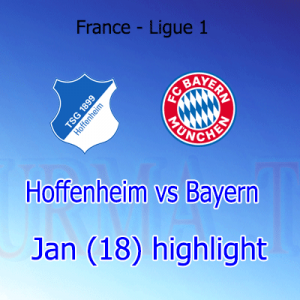 France - Ligue 1
TSG 1899
Hoffenheim
FC BAYERN
MÜNCHEN
Hoffenheim vs Bayern
Jan (18) highlight